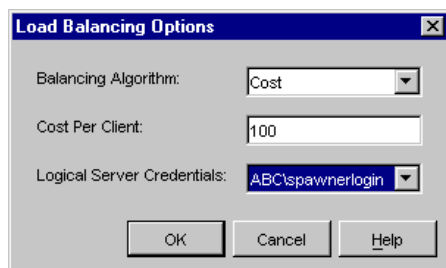 Load Balancing Options
Balancing Algorithm: Cost
Cost Per Client: 100
Logical Server Credentials: ABC\spawnerlogin
OK Cancel Help